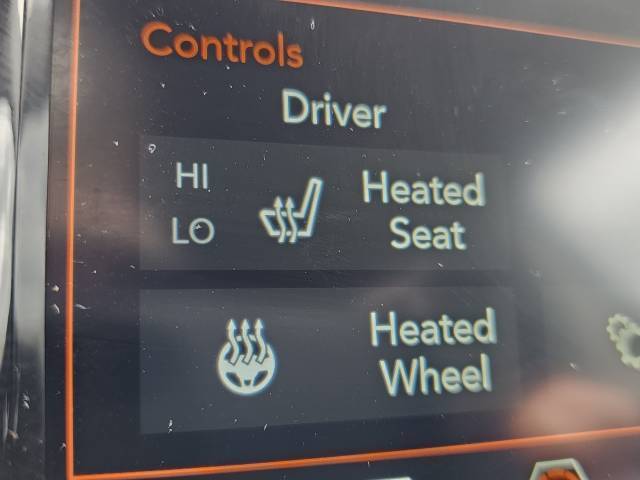 Controls
Driver
HI
LO
Heated
Seat
Heated
Wheel